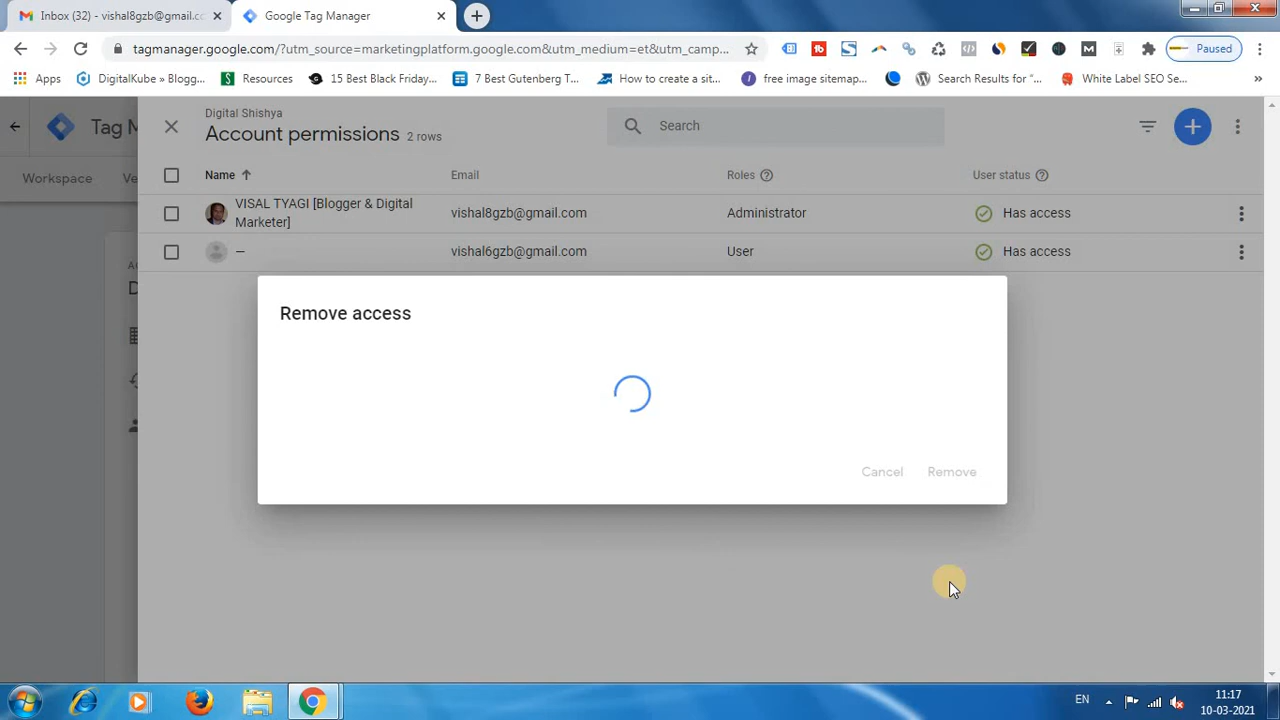 Inbox (32) - vishal8gzb@gmail.cc
Google Tag Manager
tagmanager.google.com/?utm_source=marketingplatform.google.com&utm_medium=et&utm_camp...
Paused
Apps
DigitalKube » Blogg...
Resources
15 Best Black Friday...
7 Best Gutenberg T...
How to create a sit...
free image sitemap...
Search Results for “...
White Label SEO Se...
»
Tag M
Digital Shishya
Account permissions 2 rows
Search
Workspace
Ve
Name
Email
Roles
User status
VISAL TYAGI [Blogger & Digital
Marketer]
vishal8gzb@gmail.com
Administrator
Has access
—
vishal6gzb@gmail.com
User
Has access
Remove access
Cancel
Remove
EN
11:17
10-03-2021